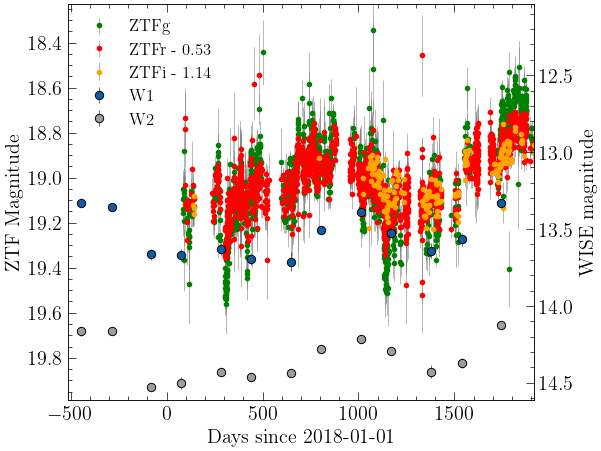 ZTFg
ZTFr - 0.53
ZTFi - 1.14
W1
W2
18.4
18.6
18.8
19.0
19.2
19.4
19.6
19.8
ZTF Magnitude
12.5
13.0
13.5
14.0
14.5
WISE magnitude
−500
0
500
1000
1500
Days since 2018-01-01